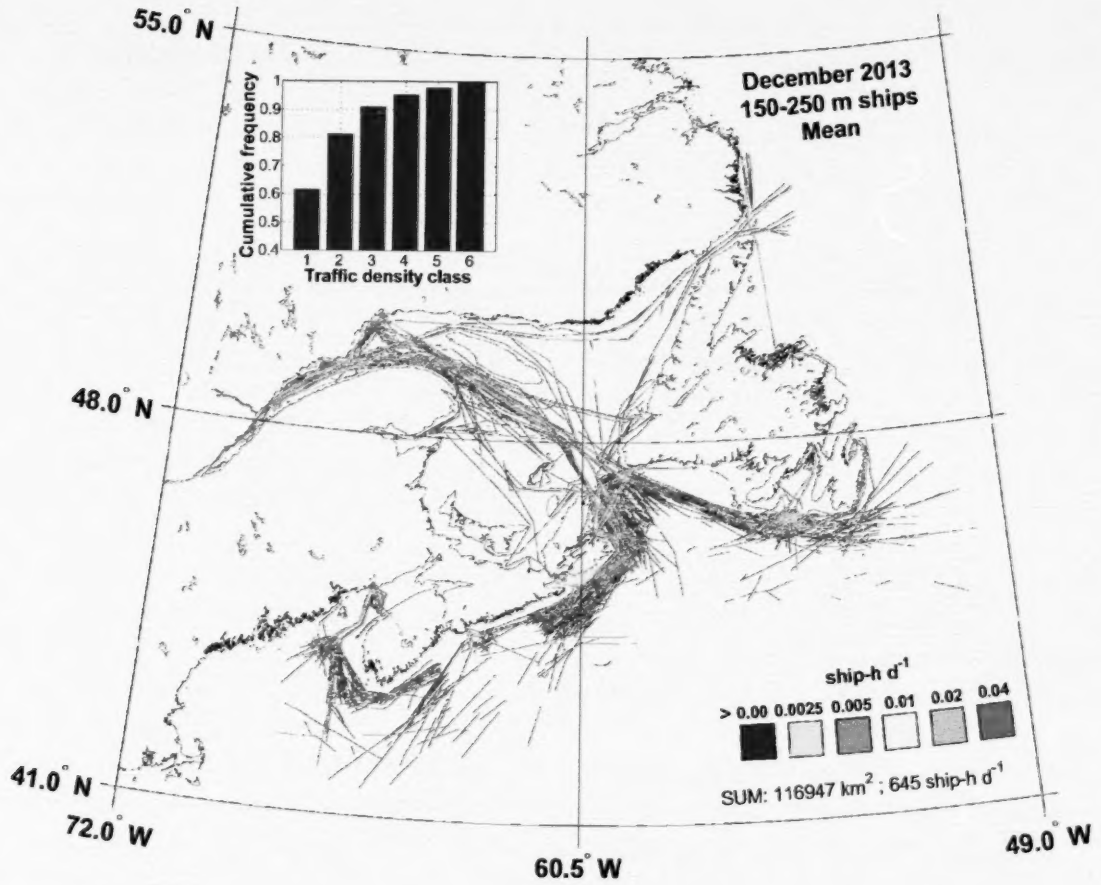 55.0° N
December 2013
150-250 m ships
Mean
Cumulative frequency
1
0.9
0.8
0.7
0.6
0.5
0.4
1 2 3 4 5 6
Traffic density class
48.0° N
ship-h d⁻¹
> 0.00 0.0025 0.005 0.01 0.02 0.04
SUM: 116947 km² ; 645 ship-h d⁻¹
41.0° N
72.0° W
60.5° W
49.0° W